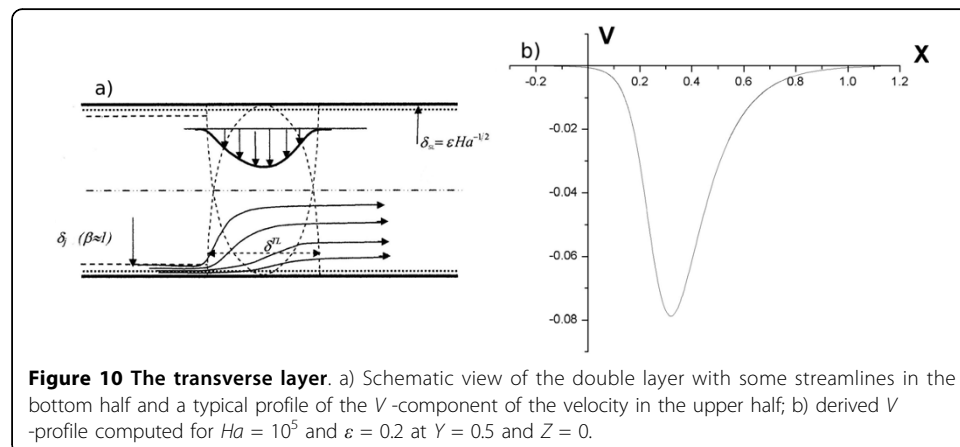 a)
δ_SL = εHa^-1/2
δ_j (β≈1)
δ^TL
b)
V
X
-0.2 0.2 0.4 0.6 0.8 1.0 1.2
-0.02
-0.04
-0.06
-0.08
Figure 10 The transverse layer. a) Schematic view of the double layer with some streamlines in the
bottom half and a typical profile of the V -component of the velocity in the upper half; b) derived V
-profile computed for Ha = 10^5 and ε = 0.2 at Y = 0.5 and Z = 0.